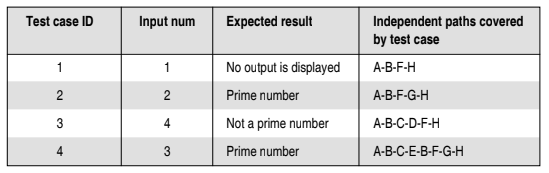 Test case ID Input num Expected result Independent paths covered by test case
1 1 No output is displayed A-B-F-H
2 2 Prime number A-B-F-G-H
3 4 Not a prime number A-B-C-D-F-H
4 3 Prime number A-B-C-E-B-F-G-H